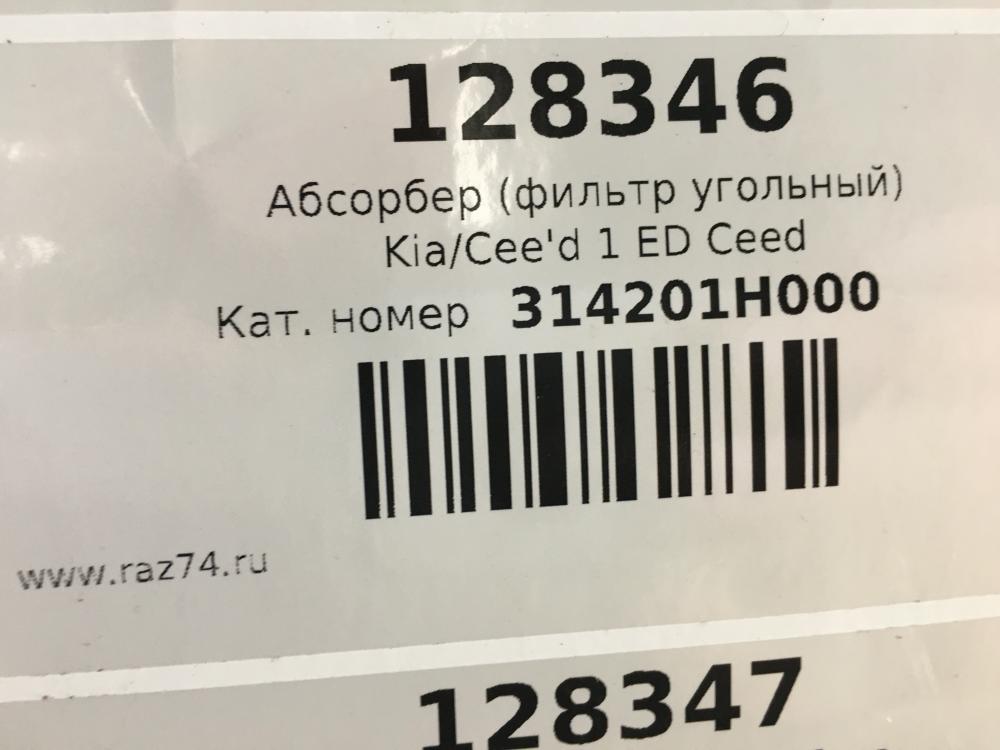 128346
Абсорбер (фильтр угольный)
Kia/Cee'd 1 ED Ceed
Кат. номер 314201H000
www.raz74.ru
128347